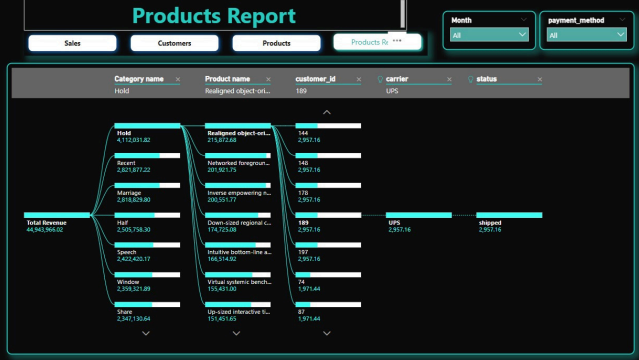 Products Report
Month
All
payment_method
All
Sales
Customers
Products
Products Re ...
Category name ×
Hold
Product name ×
Realigned object-ori...
customer_id ×
189
carrier ×
UPS
status ×
Total Revenue
44,943,966.02
Hold
4,112,031.82
Recent
2,821,877.22
Marriage
2,818,829.80
Half
2,505,758.30
Speech
2,422,420.17
Window
2,359,321.89
Share
2,347,130.64
Realigned object-ori...
215,872.68
Networked foregroun...
201,921.75
Inverse empowering n...
200,551.77
Down-sized regional c...
174,725.08
Intuitive bottom-line a...
166,514.92
Virtual systemic bench...
155,431.00
Up-sized interactive ti...
151,451.65
144
2,957.16
148
2,957.16
178
2,957.16
189
2,957.16
197
2,957.16
74
1,971.44
87
1,971.44
UPS
2,957.16
shipped
2,957.16